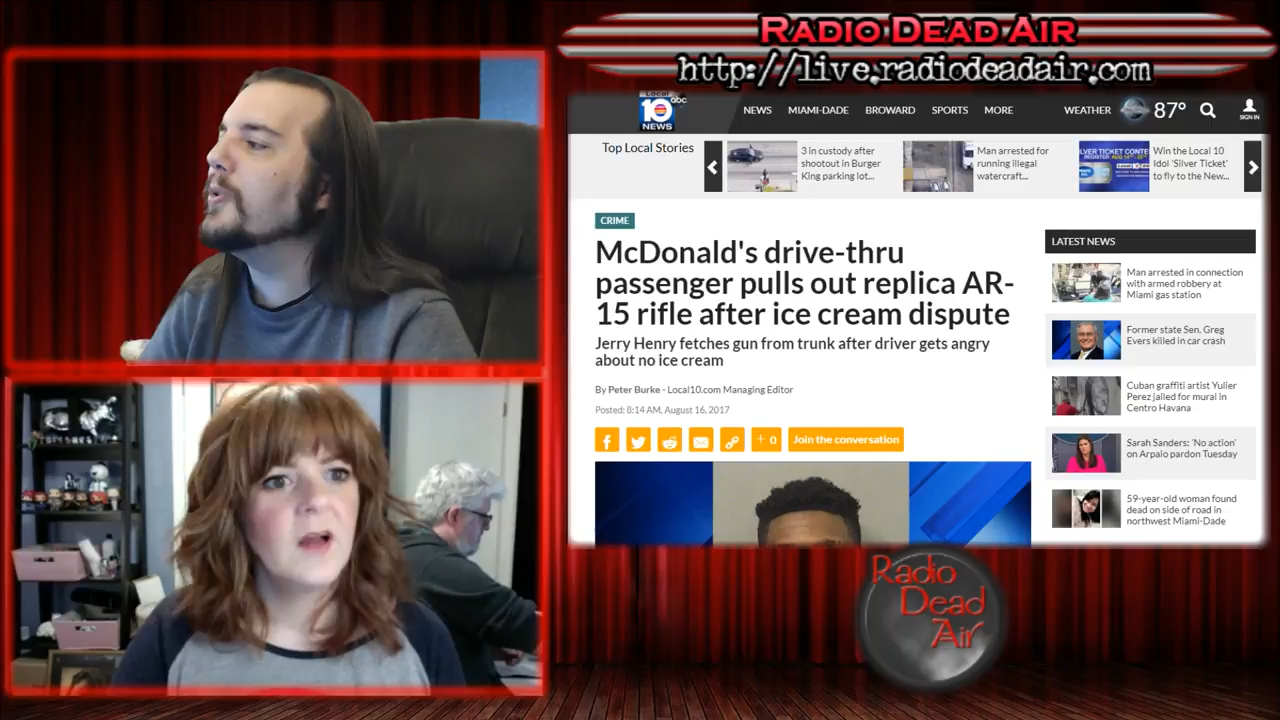 RADIO DEAD AIR
http://live.radiodeadair.com
Local
10 abc
NEWS
NEWS MIAMI-DADE BROWARD SPORTS MORE WEATHER 87° SIGN IN
Top Local Stories
3 in custody after
shootout in Burger
King parking lot...
Man arrested for
running illegal
watercraft...
Win the Local 10
Idol 'Silver Ticket'
to fly to the New...
CRIME
McDonald's drive-thru
passenger pulls out replica AR-
15 rifle after ice cream dispute
Jerry Henry fetches gun from trunk after driver gets angry
about no ice cream
By Peter Burke - Local10.com Managing Editor
Posted: 8:14 AM, August 16, 2017
+ 0 Join the conversation
LATEST NEWS
Man arrested in connection
with armed robbery at
Miami gas station
Former state Sen. Greg
Evers killed in car crash
Cuban graffiti artist Yulier
Perez jailed for mural in
Centro Havana
Sarah Sanders: 'No action'
on Arpaio pardon Tuesday
59-year-old woman found
dead on side of road in
northwest Miami-Dade
Radio
Dead
Air